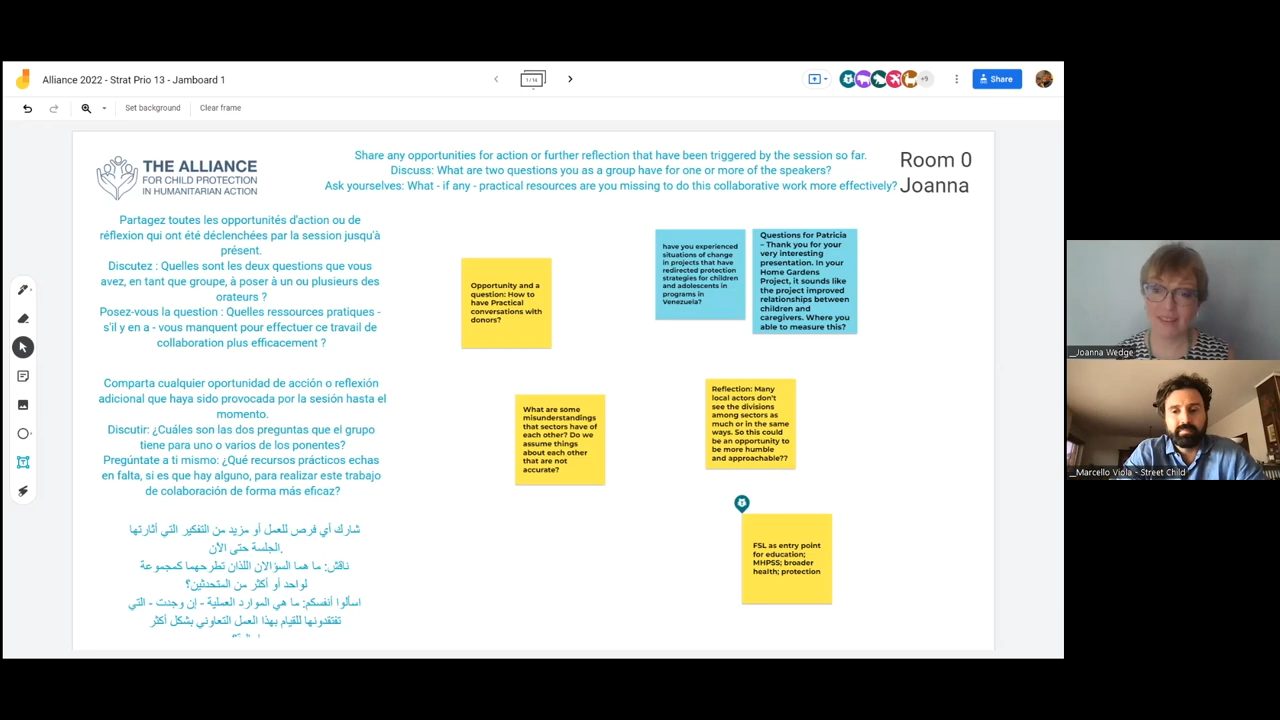 Alliance 2022 - Strat Prio 13 - Jamboard 1
1/14
+9
Share
Set background
Clear frame
THE ALLIANCE
FOR CHILD PROTECTION
IN HUMANITARIAN ACTION
Share any opportunities for action or further reflection that have been triggered by the session so far.
Discuss: What are two questions you as a group have for one or more of the speakers?
Ask yourselves: What - if any - practical resources are you missing to do this collaborative work more effectively?
Room 0
Joanna
Partagez toutes les opportunités d'action ou de
réflexion qui ont été déclenchées par la session jusqu'à
présent.
Discutez : Quelles sont les deux questions que vous
avez, en tant que groupe, à poser à un ou plusieurs des
orateurs ?
Posez-vous la question : Quelles ressources pratiques -
s'il y en a - vous manquent pour effectuer ce travail de
collaboration plus efficacement ?
Comparta cualquier oportunidad de acción o reflexión
adicional que haya sido provocada por la sesión hasta el
momento.
Discutir: ¿Cuáles son las dos preguntas que el grupo
tiene para uno o varios de los ponentes?
Pregúntate a ti mismo: ¿Qué recursos prácticos echas
en falta, si es que hay alguno, para realizar este trabajo
de colaboración de forma más eficaz?
شارك أي فرص للعمل أو مزيد من التفكير التي أثارتها
الجلسة حتى الآن.
ناقش: ما هما السؤالان اللذان تطرحهما كمجموعة
لواحد أو أكثر من المتحدثين؟
اسألوا أنفسكم: ما هي الموارد العملية - إن وجدت - التي
تفتقدونها للقيام بهذا العمل التعاوني بشكل أكثر
Opportunity and a
question: How to
have Practical
conversations with
donors?
have you experienced
situations of change
in projects that have
redirected protection
strategies for children
and adolescents in
programs in
Venezuela?
Questions for Patricia
– Thank you for your
very interesting
presentation. In your
Home Gardens
Project, it sounds like
the project improved
relationships between
children and
caregivers. Where you
able to measure this?
What are some
misunderstandings
that sectors have of
each other? Do we
assume things
about each other
that are not
accurate?
Reflection: Many
local actors don't
see the divisions
among sectors as
much or in the same
ways. So this could
be an opportunity to
be more humble
and approachable??
FSL as entry point
for education;
MHPSS; broader
health; protection
_Joanna Wedge
_Marcello Viola - Street Child